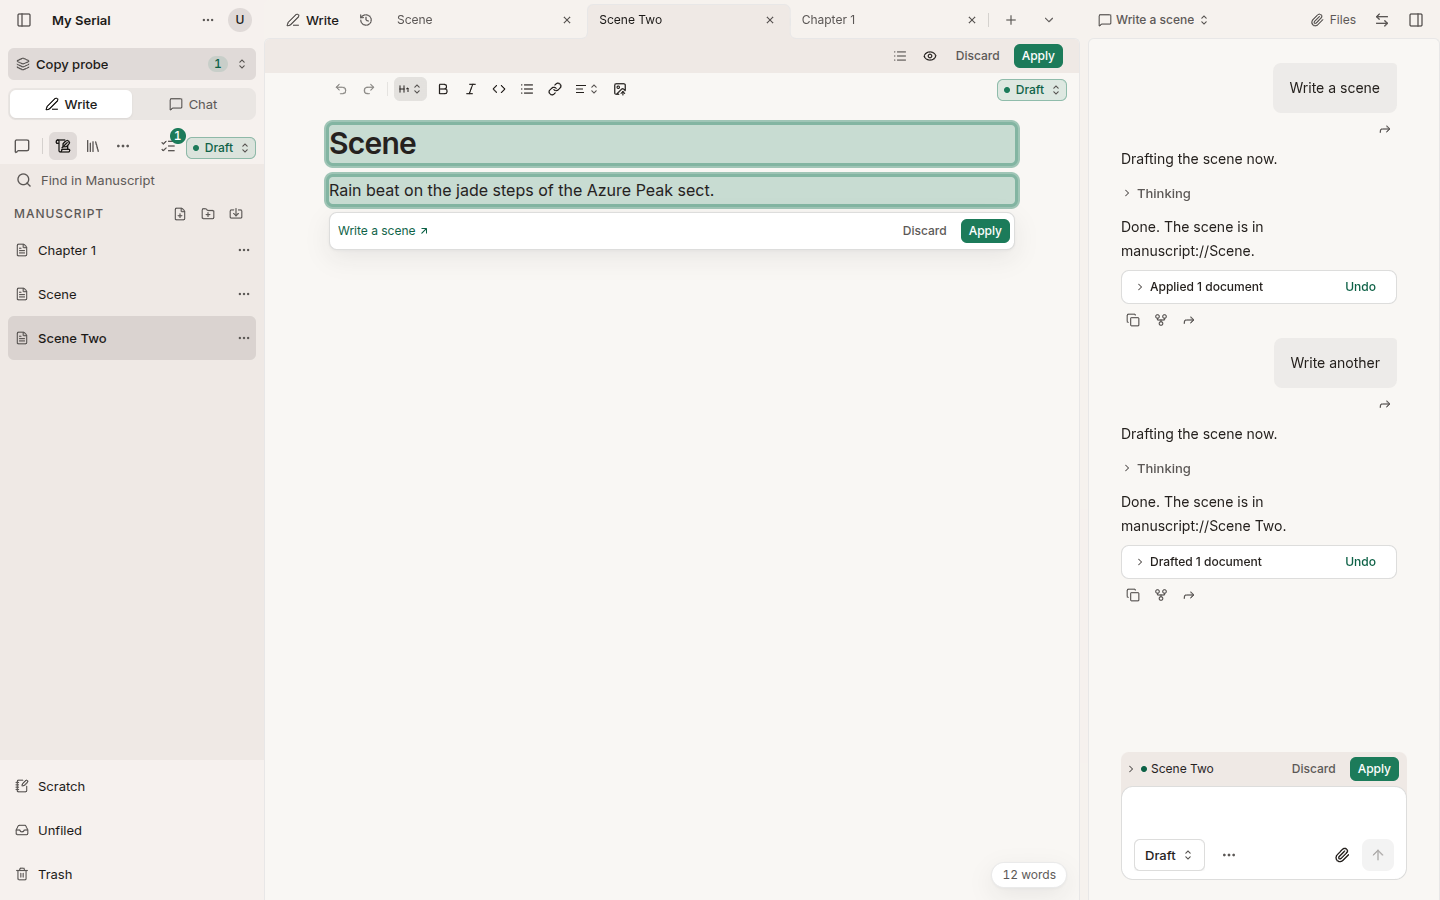 My Serial
U
Copy probe
1
Write
Chat
1
Draft
Find in Manuscript
MANUSCRIPT
Chapter 1
Scene
Scene Two
Scratch
Unfiled
Trash
Write
Scene
Scene Two
Chapter 1
Discard
Apply
H1
B
I
Draft
Scene
Rain beat on the jade steps of the Azure Peak sect.
Write a scene
Discard
Apply
12 words
Write a scene
Files
Write a scene
Drafting the scene now.
Thinking
Done. The scene is in
manuscript://Scene.
Applied 1 document
Undo
Write another
Drafting the scene now.
Thinking
Done. The scene is in
manuscript://Scene Two.
Drafted 1 document
Undo
Scene Two
Discard
Apply
Draft